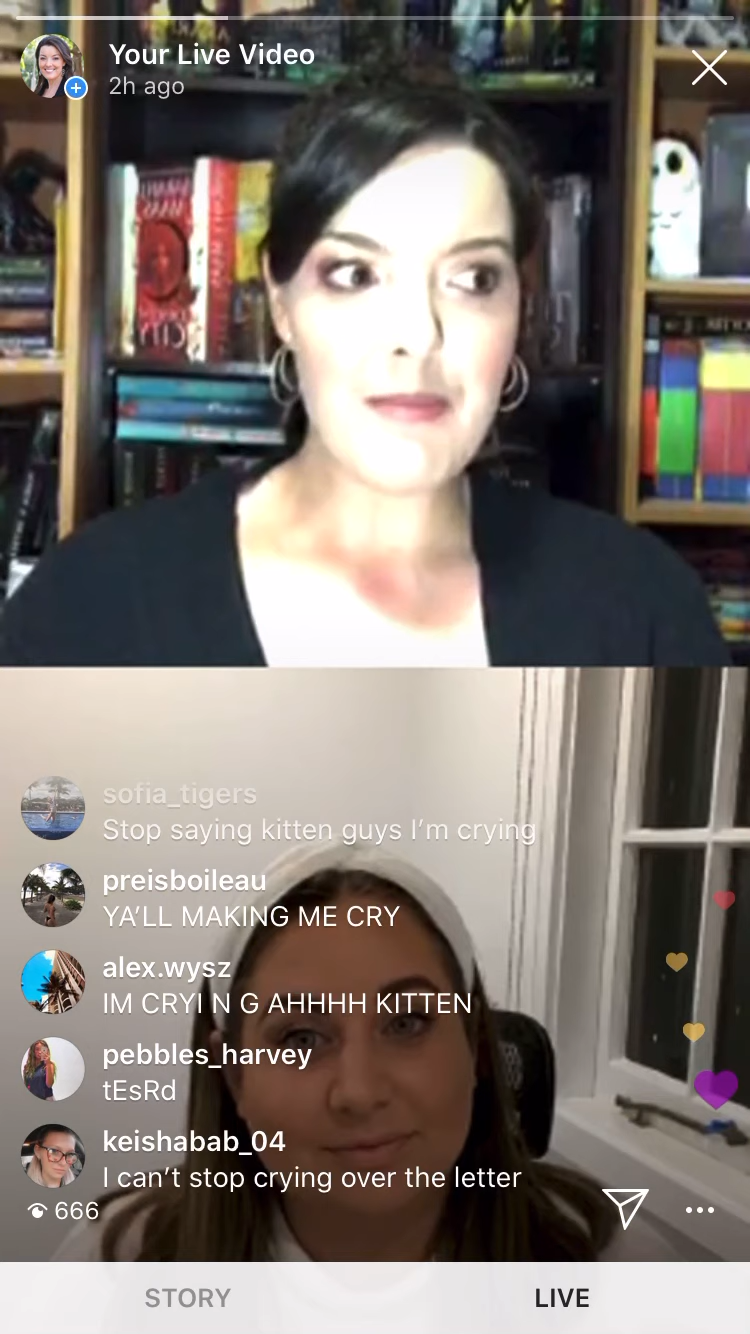 Your Live Video
2h ago
CITY
sofia_tigers
Stop saying kitten guys I’m crying
preisboileau
YA’LL MAKING ME CRY
alex.wysz
IM CRYI N G AHHHH KITTEN
pebbles_harvey
tEsRd
keishabab_04
I can’t stop crying over the letter
666
STORY
LIVE